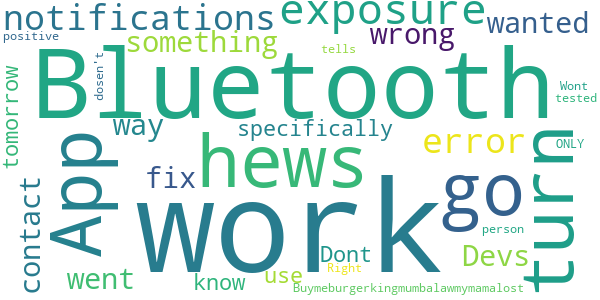 notifications
exposure
wanted
positive
something
wrong
tells
Bluetooth
dosen't
Wont
tested
tomorrow
way
specifically
error
ONLY
App
hews
turn
fix
work
go
contact
person
Dont
Devs
went
know
use
Right
Buymeburgerkingmumbalawmymamalost